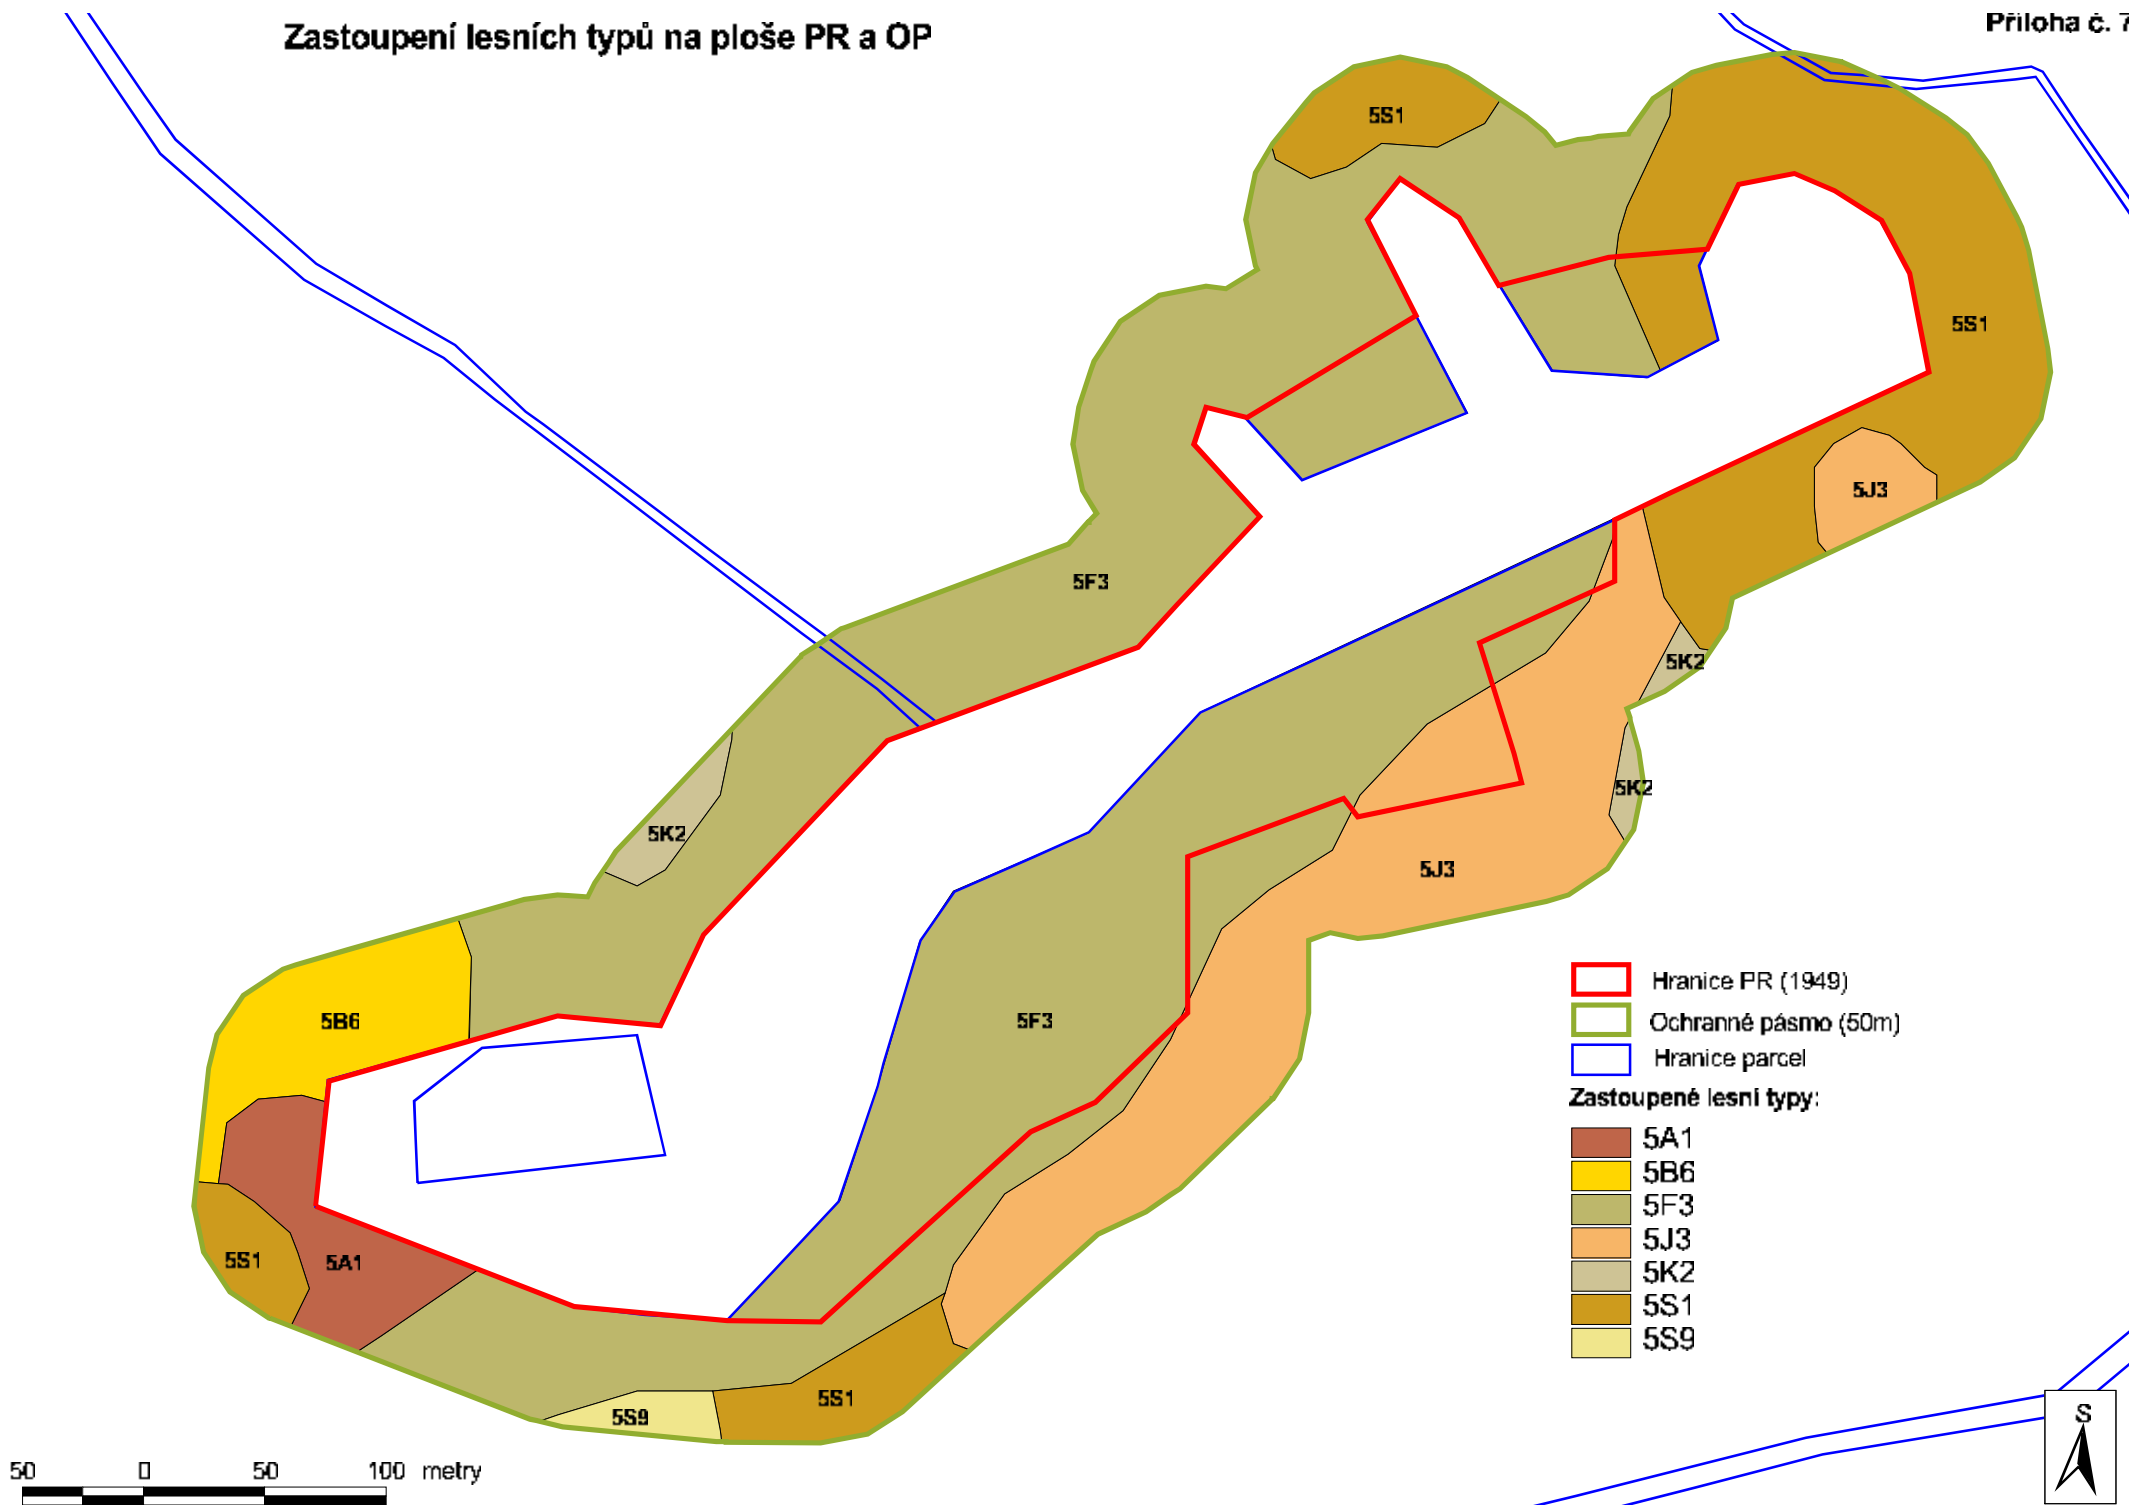 Zastoupení lesních typů na ploše PR a OP
Příloha č. 7
5S1
5S1
5J3
5F3
5K2
5K2
5K2
5J3
5B6
5F3
5S1
5A1
5S1
5S9
Hranice PR (1949)
Ochranné pásmo (50m)
Hranice parcel
Zastoupené lesní typy:
5A1
5B6
5F3
5J3
5K2
5S1
5S9
S
50 0 50 100 metry